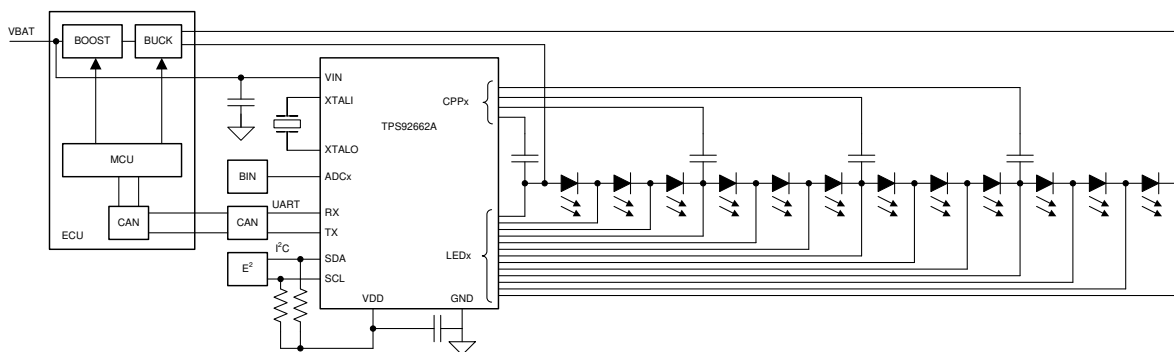 VBAT
BOOST
BUCK
MCU
CAN
ECU
UART
CAN
BIN
I²C
E²
VIN
XTALI
XTALO
ADCx
RX
TX
SDA
SCL
VDD
GND
TPS92662A
CPPx
LEDx